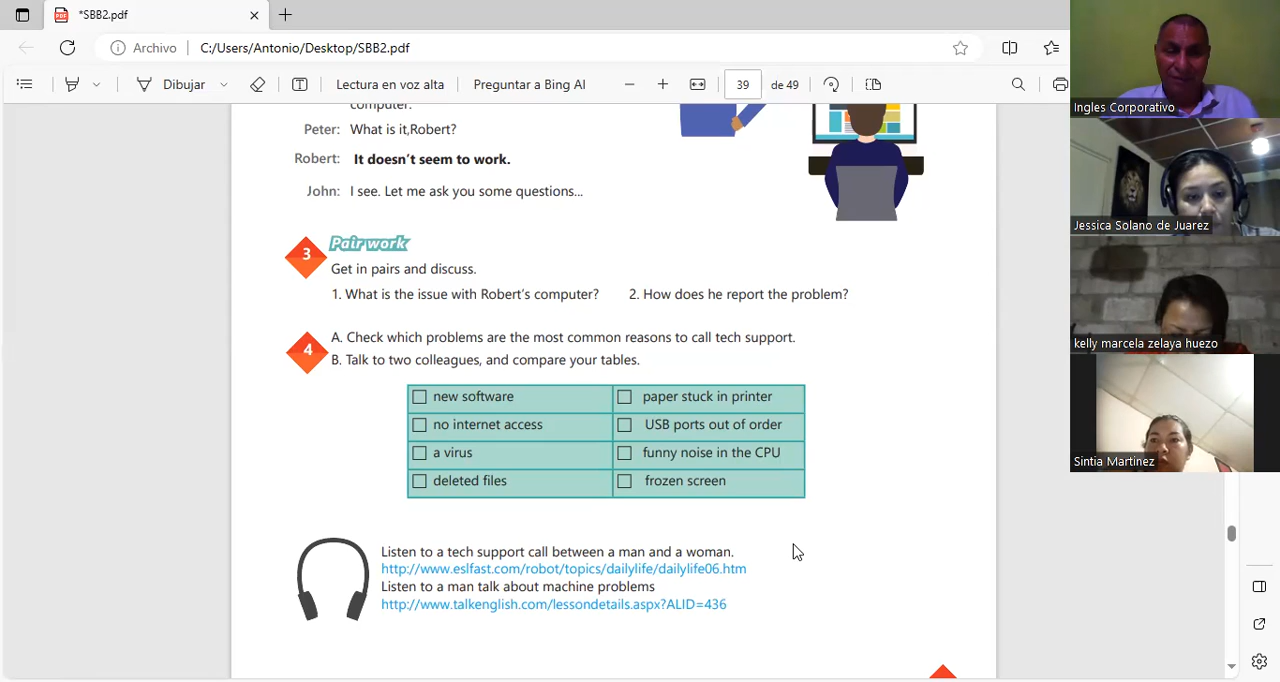 *SBB2.pdf
Archivo
C:/Users/Antonio/Desktop/SBB2.pdf
Dibujar
Lectura en voz alta
Preguntar a Bing AI
39
de 49
computer.
Peter: What is it,Robert?
Robert: It doesn't seem to work.
John: I see. Let me ask you some questions...
3
Pair work
Get in pairs and discuss.
1. What is the issue with Robert's computer? 2. How does he report the problem?
4
A. Check which problems are the most common reasons to call tech support.
B. Talk to two colleagues, and compare your tables.
new software
paper stuck in printer
no internet access
USB ports out of order
a virus
funny noise in the CPU
deleted files
frozen screen
Listen to a tech support call between a man and a woman.
http://www.eslfast.com/robot/topics/dailylife/dailylife06.htm
Listen to a man talk about machine problems
http://www.talkenglish.com/lessondetails.aspx?ALID=436
Ingles Corporativo
Jessica Solano de Juarez
kelly marcela zelaya huezo
Sintia Martinez